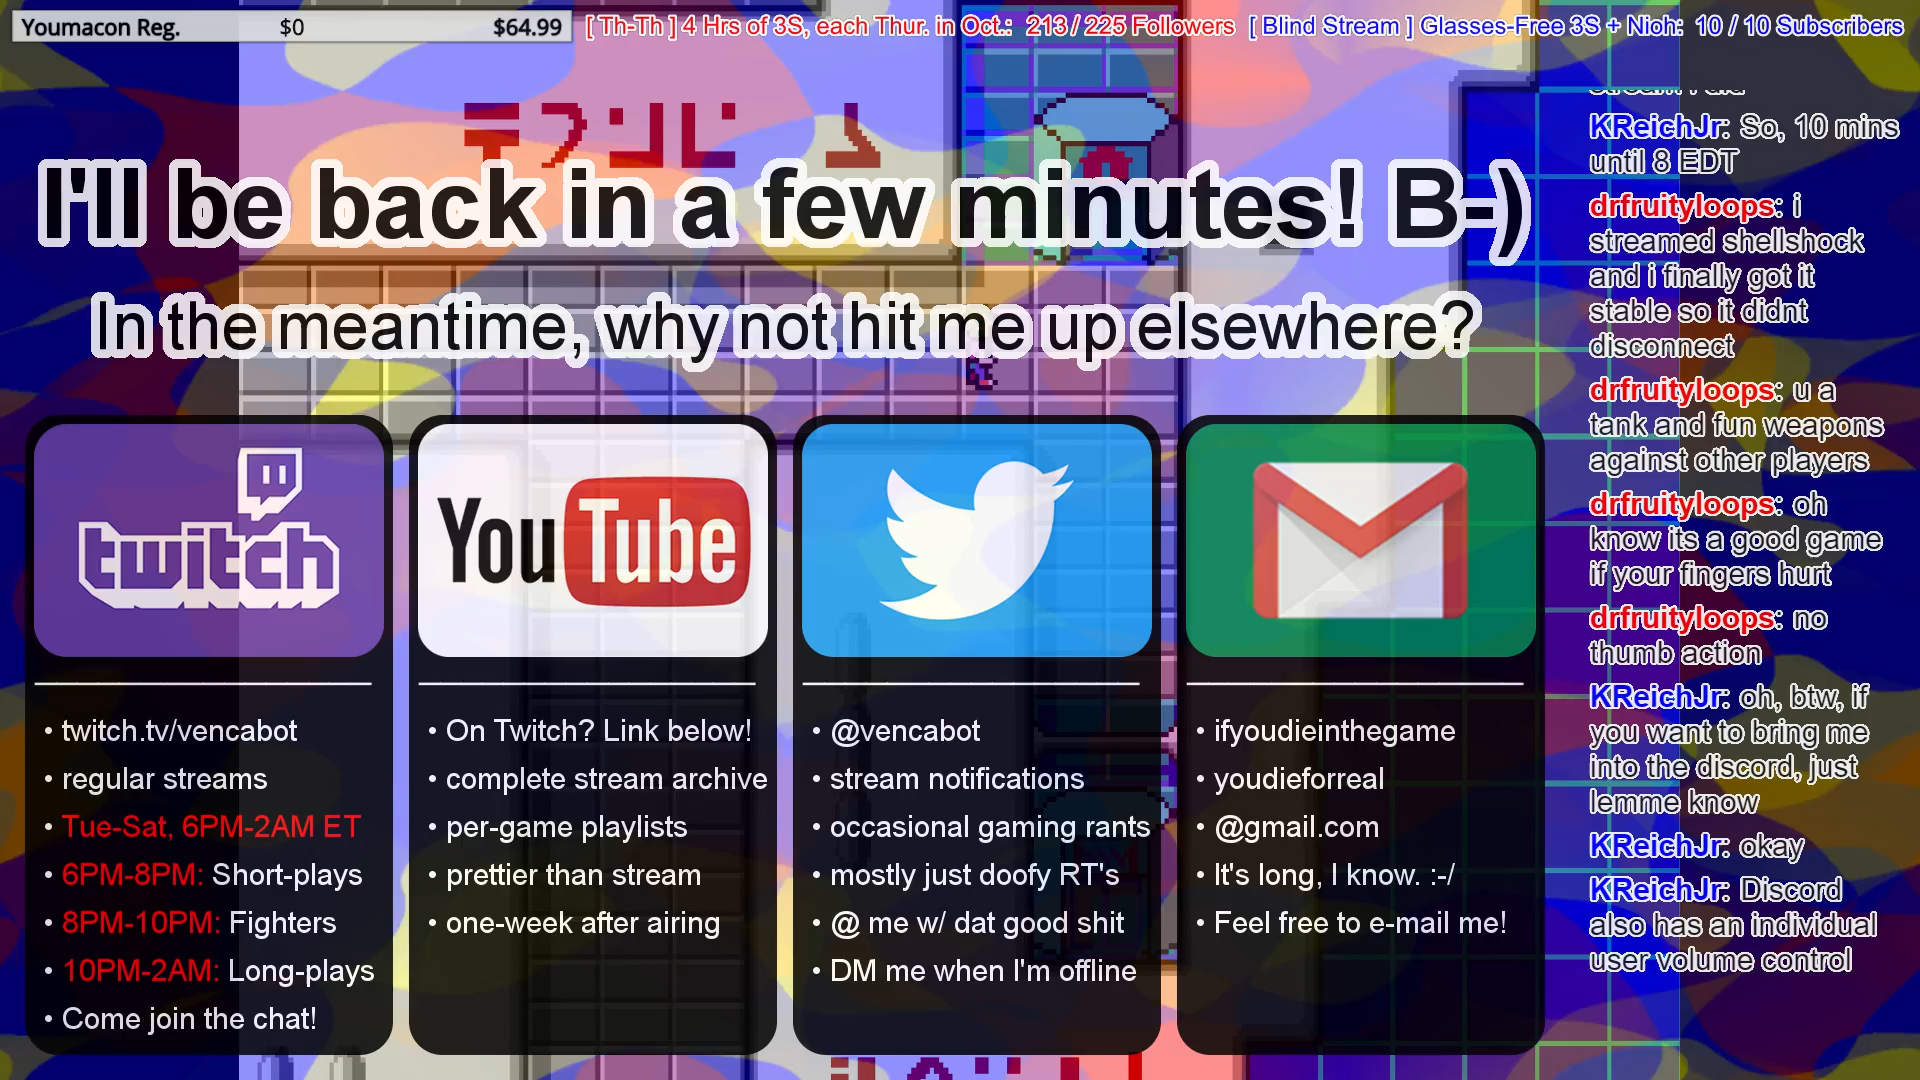 Youmacon Reg. $0 $64.99
[ Th-Th ] 4 Hrs of 3S, each Thur. in Oct.: 213 / 225 Followers [ Blind Stream ] Glasses-Free 3S + Nioh: 10 / 10 Subscribers
I'll be back in a few minutes! B-)
In the meantime, why not hit me up elsewhere?
twitch
• twitch.tv/vencabot
• regular streams
• Tue-Sat, 6PM-2AM ET
• 6PM-8PM: Short-plays
• 8PM-10PM: Fighters
• 10PM-2AM: Long-plays
• Come join the chat!
YouTube
• On Twitch? Link below!
• complete stream archive
• per-game playlists
• prettier than stream
• one-week after airing
• @vencabot
• stream notifications
• occasional gaming rants
• mostly just doofy RT's
• @ me w/ dat good shit
• DM me when I'm offline
• ifyoudieinthegame
• youdieforreal
• @gmail.com
• It's long, I know. :-/
• Feel free to e-mail me!
KReichJr: So, 10 mins
until 8 EDT
drfruityloops: i
streamed shellshock
and i finally got it
stable so it didnt
disconnect
drfruityloops: u a
tank and fun weapons
against other players
drfruityloops: oh
know its a good game
if your fingers hurt
drfruityloops: no
thumb action
KReichJr: oh, btw, if
you want to bring me
into the discord, just
lemme know
KReichJr: okay
KReichJr: Discord
also has an individual
user volume control